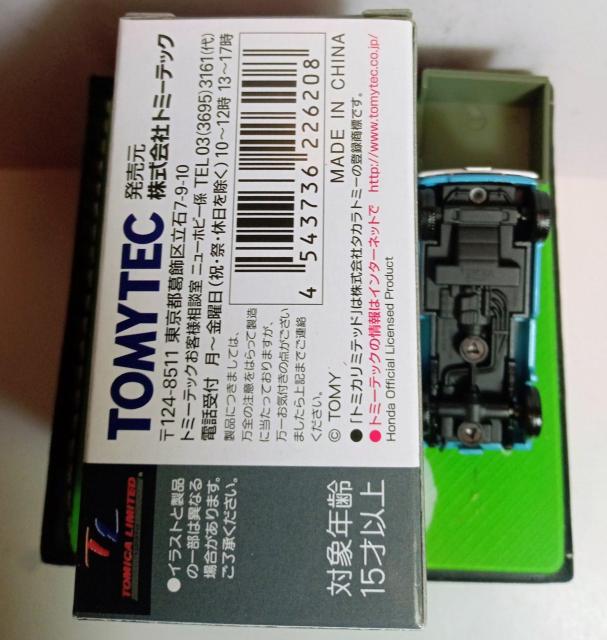 TOMYTEC 発売元
株式会社トミーテック
〒124-8511 東京都葛飾区立石7-9-10
トミーテックお客様相談室 ニューホビー係 TEL 03(3695)3161(代)
電話受付 月〜金曜日(祝・祭・休日を除く) 10〜12時 13〜17時
製品につきましては、
万全の注意をはらって製造
に当たっておりますが、
万一お気付きの点がござい
ましたら上記までご連絡
ください。
4 543736 226208
© TOMY
MADE IN CHINA
●「トミカリミテッド」は株式会社タカラトミーの登録商標です。
●トミーテックの情報はインターネットで http://www.tomytec.co.jp/
Honda Official Licensed Product
TL
TOMICA LIMITED
●イラストと製品
の一部は異なる
場合があります。
ご了承ください。
対象年齢
15才以上